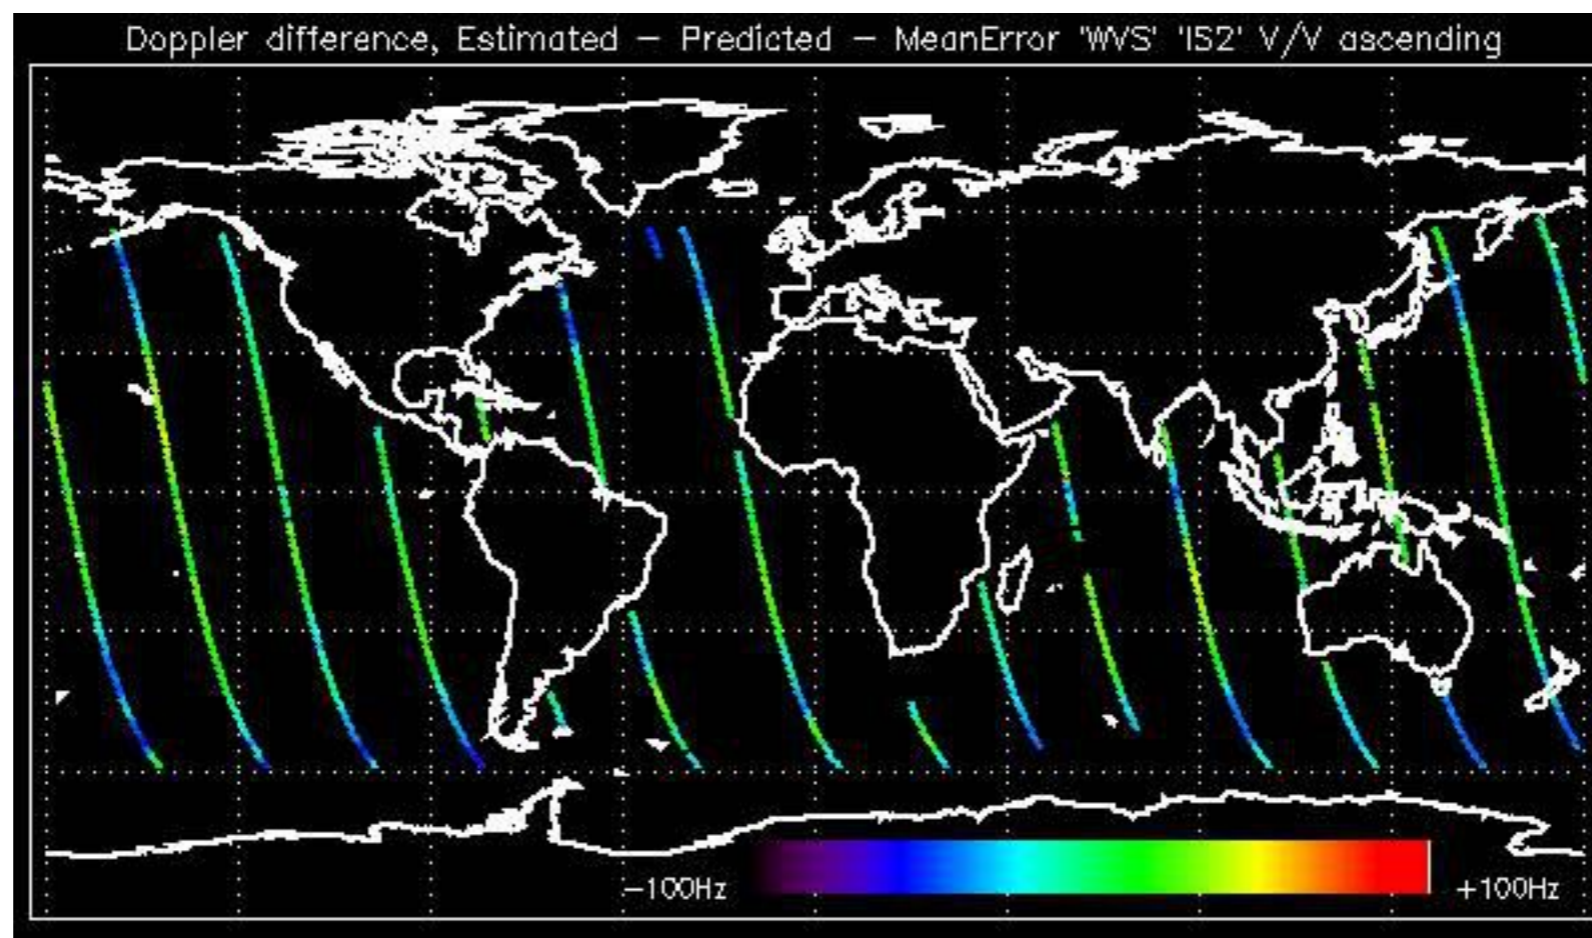 Doppler difference, Estimated — Predicted — MeanError 'WVS' 'IS2' V/V ascending
−100Hz
+100Hz